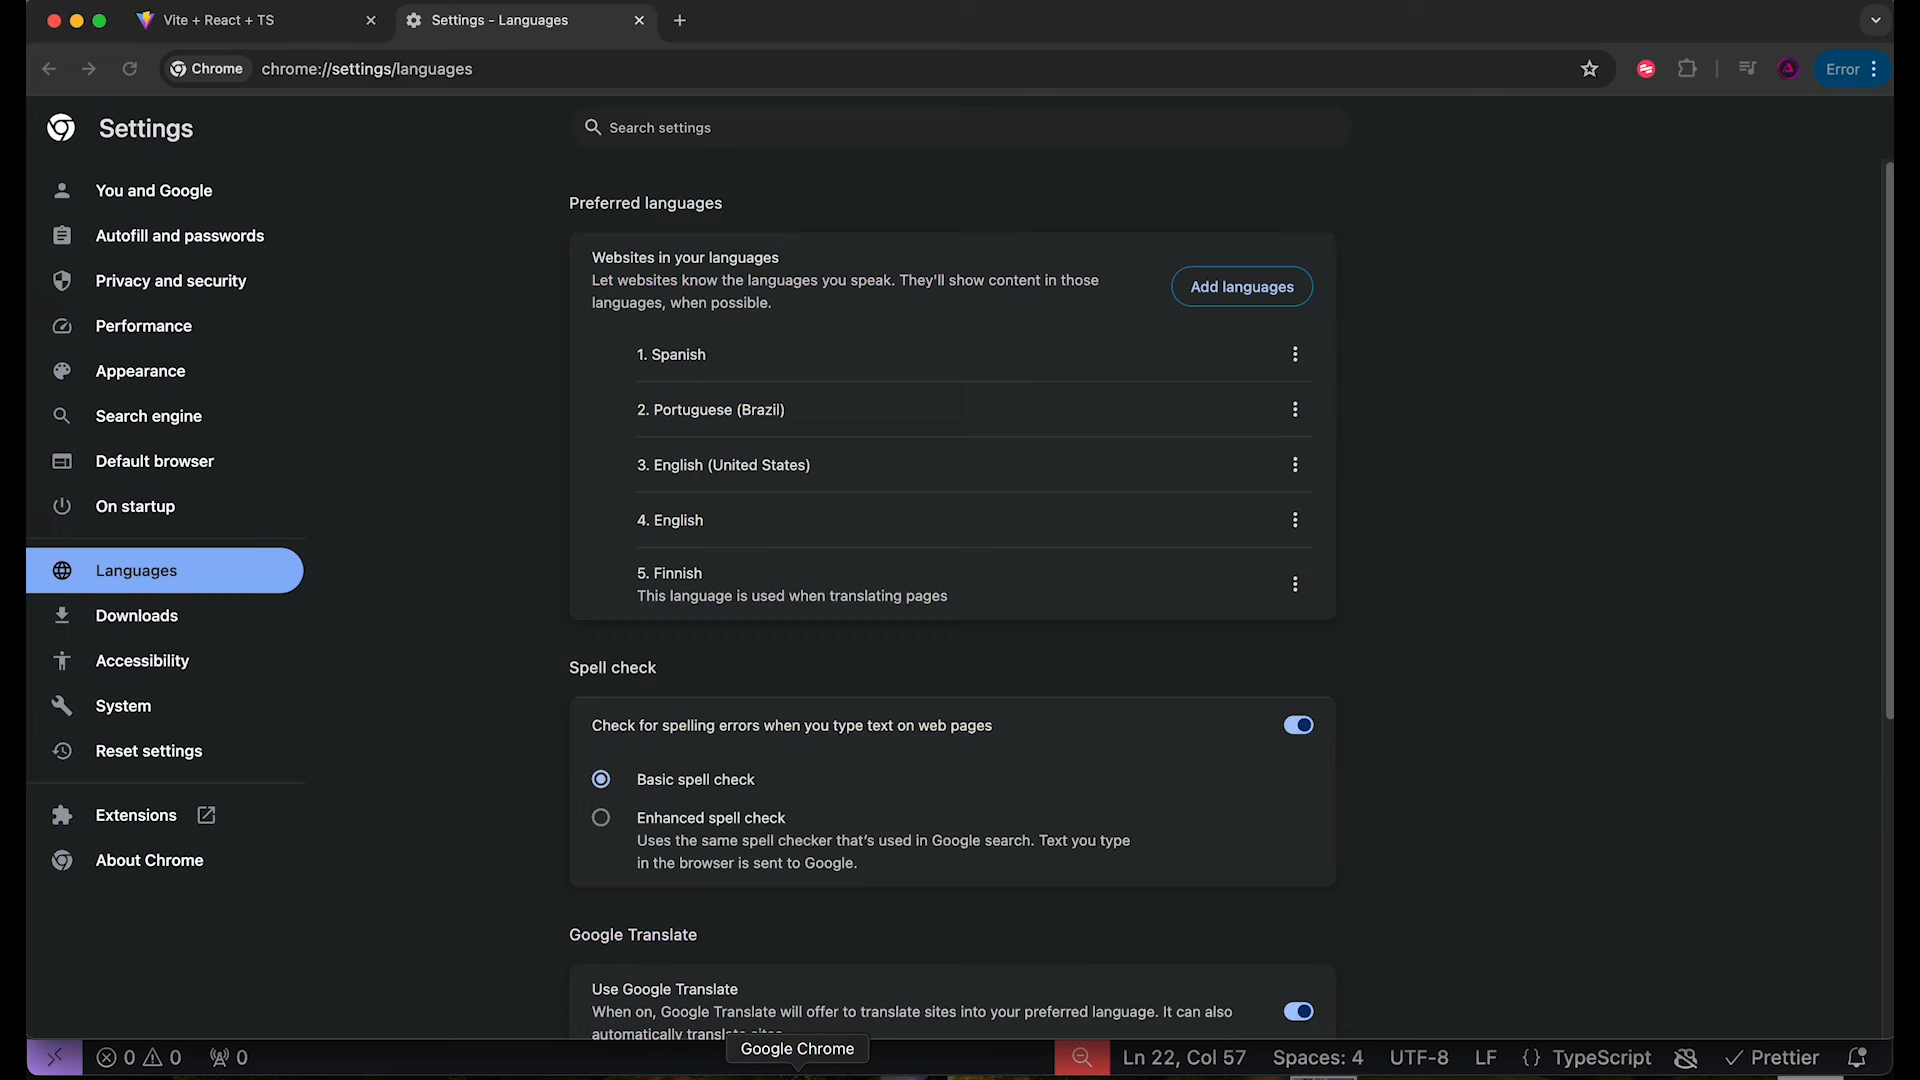 Vite + React + TS
Settings - Languages
Chrome
chrome://settings/languages
Error
Settings
Search settings
You and Google
Autofill and passwords
Privacy and security
Performance
Appearance
Search engine
Default browser
On startup
Languages
Downloads
Accessibility
System
Reset settings
Extensions
About Chrome
Preferred languages
Websites in your languages
Let websites know the languages you speak. They'll show content in those
languages, when possible.
Add languages
1. Spanish
2. Portuguese (Brazil)
3. English (United States)
4. English
5. Finnish
This language is used when translating pages
Spell check
Check for spelling errors when you type text on web pages
Basic spell check
Enhanced spell check
Uses the same spell checker that’s used in Google search. Text you type
in the browser is sent to Google.
Google Translate
Use Google Translate
When on, Google Translate will offer to translate sites into your preferred language. It can also
automatically translate sites.
Google Chrome
0 0 0
Ln 22, Col 57 Spaces: 4 UTF-8 LF {} TypeScript Prettier